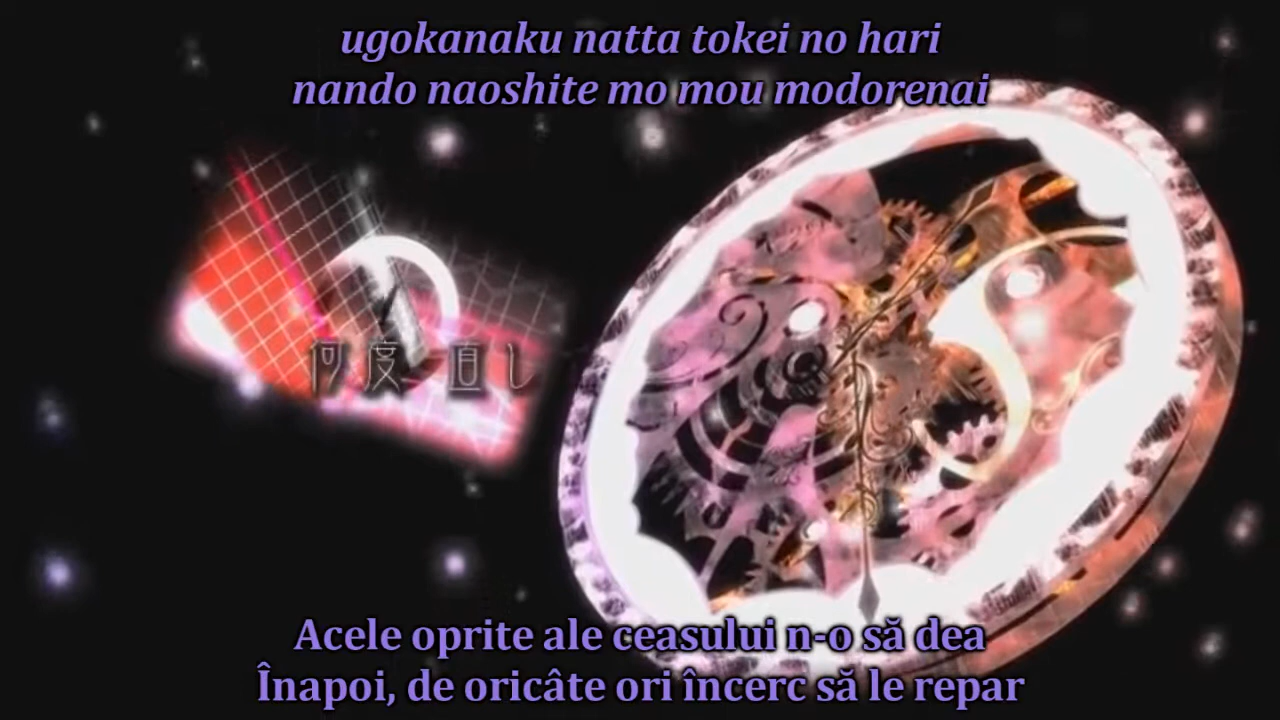 ugokanaku natta tokei no hari
nando naoshite mo mou modorenai
何度 直し
Acele oprite ale ceasului n-o să dea
Înapoi, de oricâte ori încerc să le repar